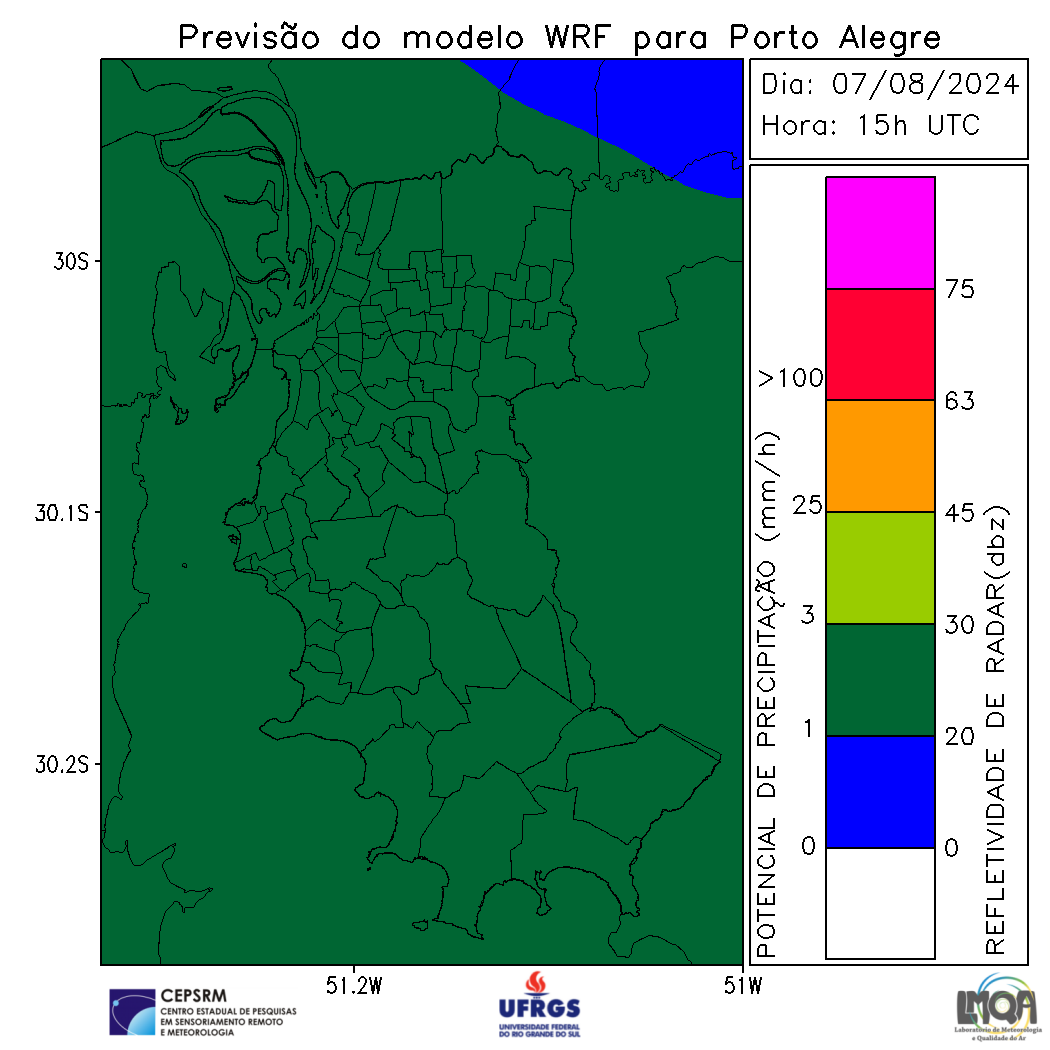 Previsão do modelo WRF para Porto Alegre
Dia: 07/08/2024
Hora: 15h UTC
30S
30.1S
30.2S
51.2W
51W
POTENCIAL DE PRECIPITAÇÃO (mm/h)
>100
25
3
1
0
75
63
45
30
20
0
REFLETIVIDADE DE RADAR(dbz)
CEPSRM
CENTRO ESTADUAL DE PESQUISAS
EM SENSORIAMENTO REMOTO
E METEOROLOGIA
UFRGS
UNIVERSIDADE FEDERAL
DO RIO GRANDE DO SUL
LMQA
Laboratório de Meteorologia
e Qualidade do Ar